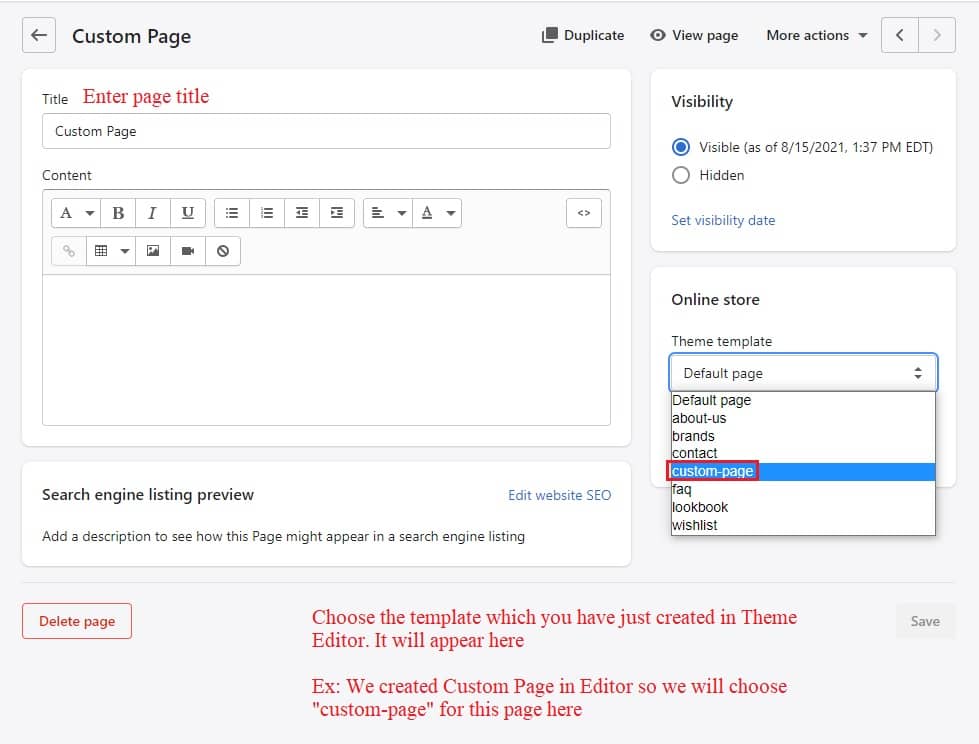 Custom Page
Duplicate
View page
More actions
Title
Enter page title
Custom Page
Content
A
B
I
U
A
<>
Search engine listing preview
Edit website SEO
Add a description to see how this Page might appear in a search engine listing
Visibility
Visible (as of 8/15/2021, 1:37 PM EDT)
Hidden
Set visibility date
Online store
Theme template
Default page
Default page
about-us
brands
contact
custom-page
faq
lookbook
wishlist
Delete page
Choose the template which you have just created in Theme
Editor. It will appear here
Ex: We created Custom Page in Editor so we will choose
"custom-page" for this page here
Save